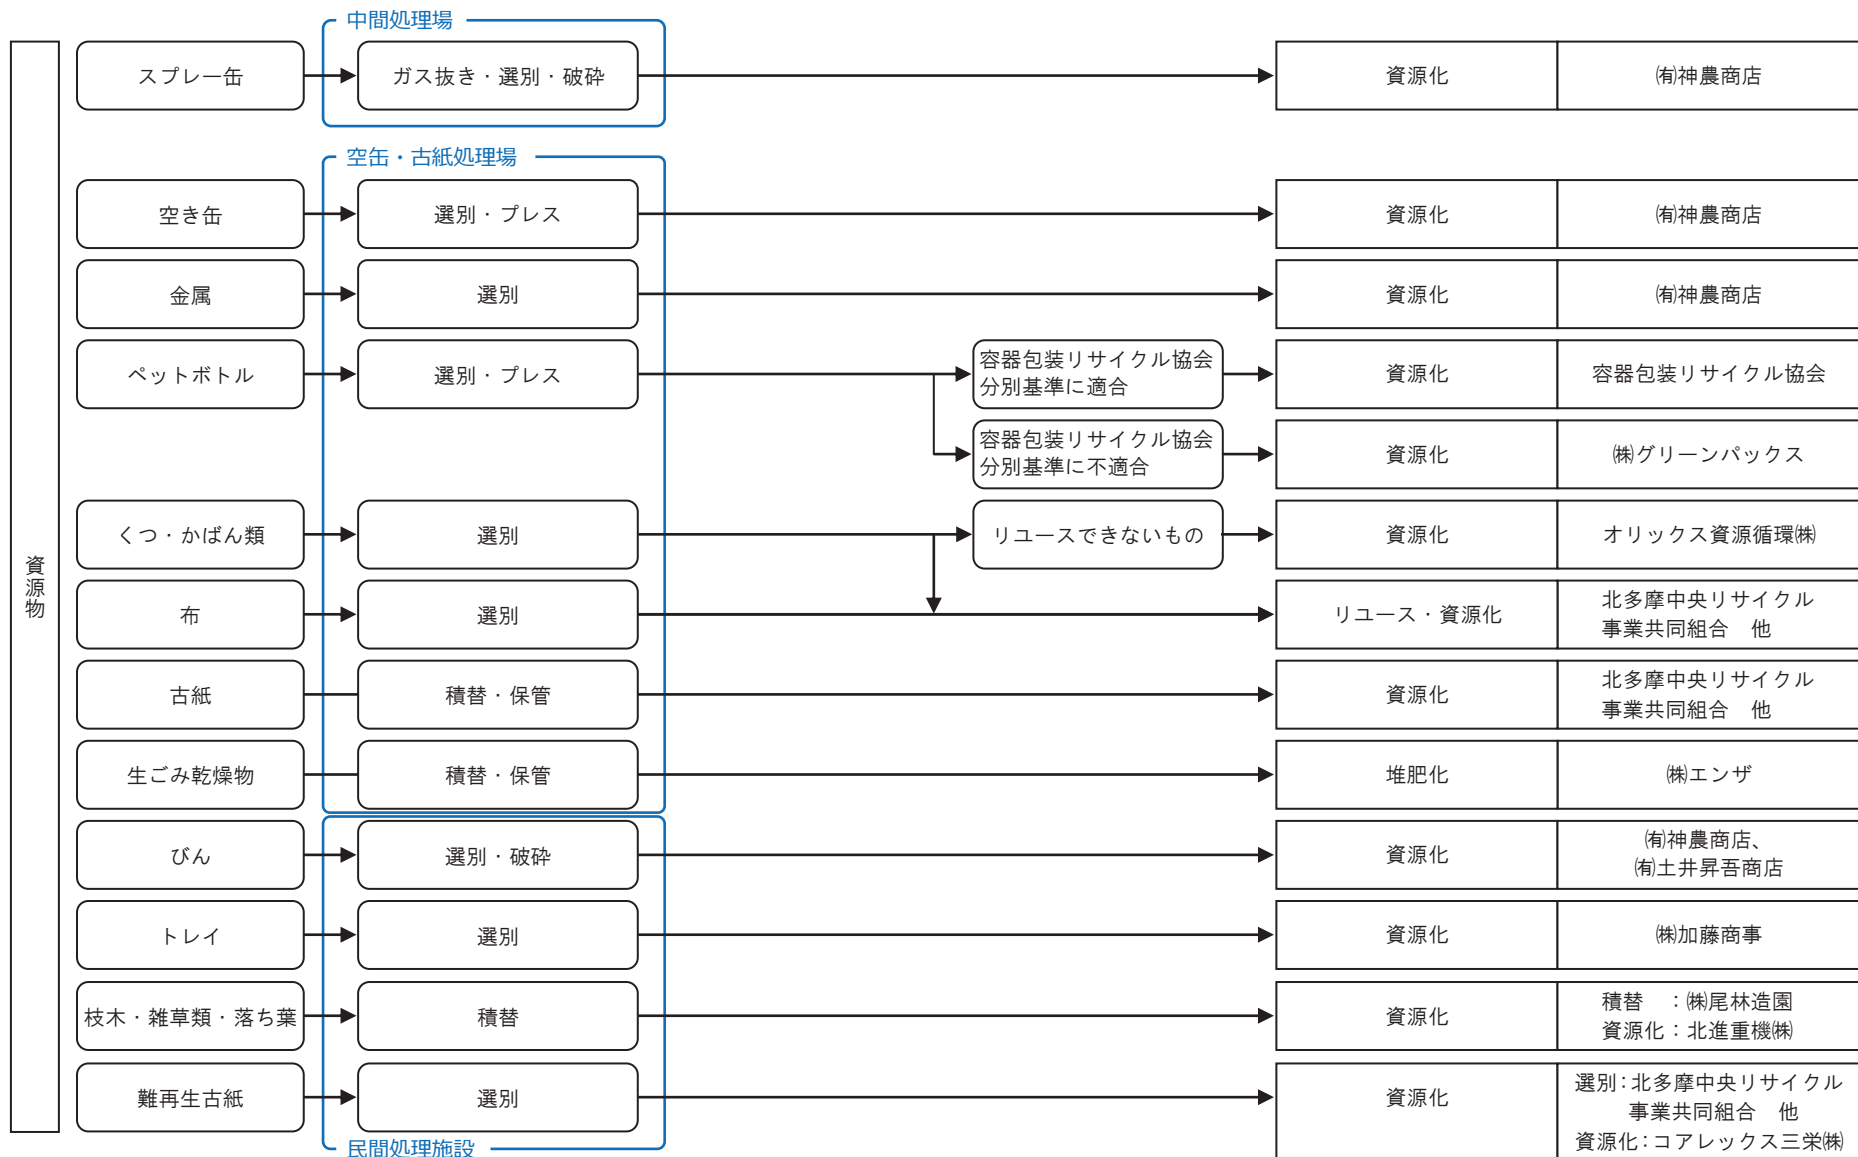 資源物
中間処理場
スプレー缶
ガス抜き・選別・破砕
資源化
㈲神農商店
空缶・古紙処理場
空き缶
選別・プレス
資源化
㈲神農商店
金属
選別
資源化
㈲神農商店
ペットボトル
選別・プレス
容器包装リサイクル協会
分別基準に適合
資源化
容器包装リサイクル協会
容器包装リサイクル協会
分別基準に不適合
資源化
㈱グリーンパックス
くつ・かばん類
選別
リユースできないもの
資源化
オリックス資源循環㈱
布
選別
リユース・資源化
北多摩中央リサイクル
事業共同組合　他
古紙
積替・保管
資源化
北多摩中央リサイクル
事業共同組合　他
生ごみ乾燥物
積替・保管
堆肥化
㈱エンザ
びん
選別・破砕
資源化
㈲神農商店、
㈲土井昇吾商店
トレイ
選別
資源化
㈱加藤商事
枝木・雑草類・落ち葉
積替
資源化
積替　：㈱尾林造園
資源化：北進重機㈱
難再生古紙
選別
資源化
選別：北多摩中央リサイクル
事業共同組合　他
資源化：コアレックス三栄㈱
民間処理施設